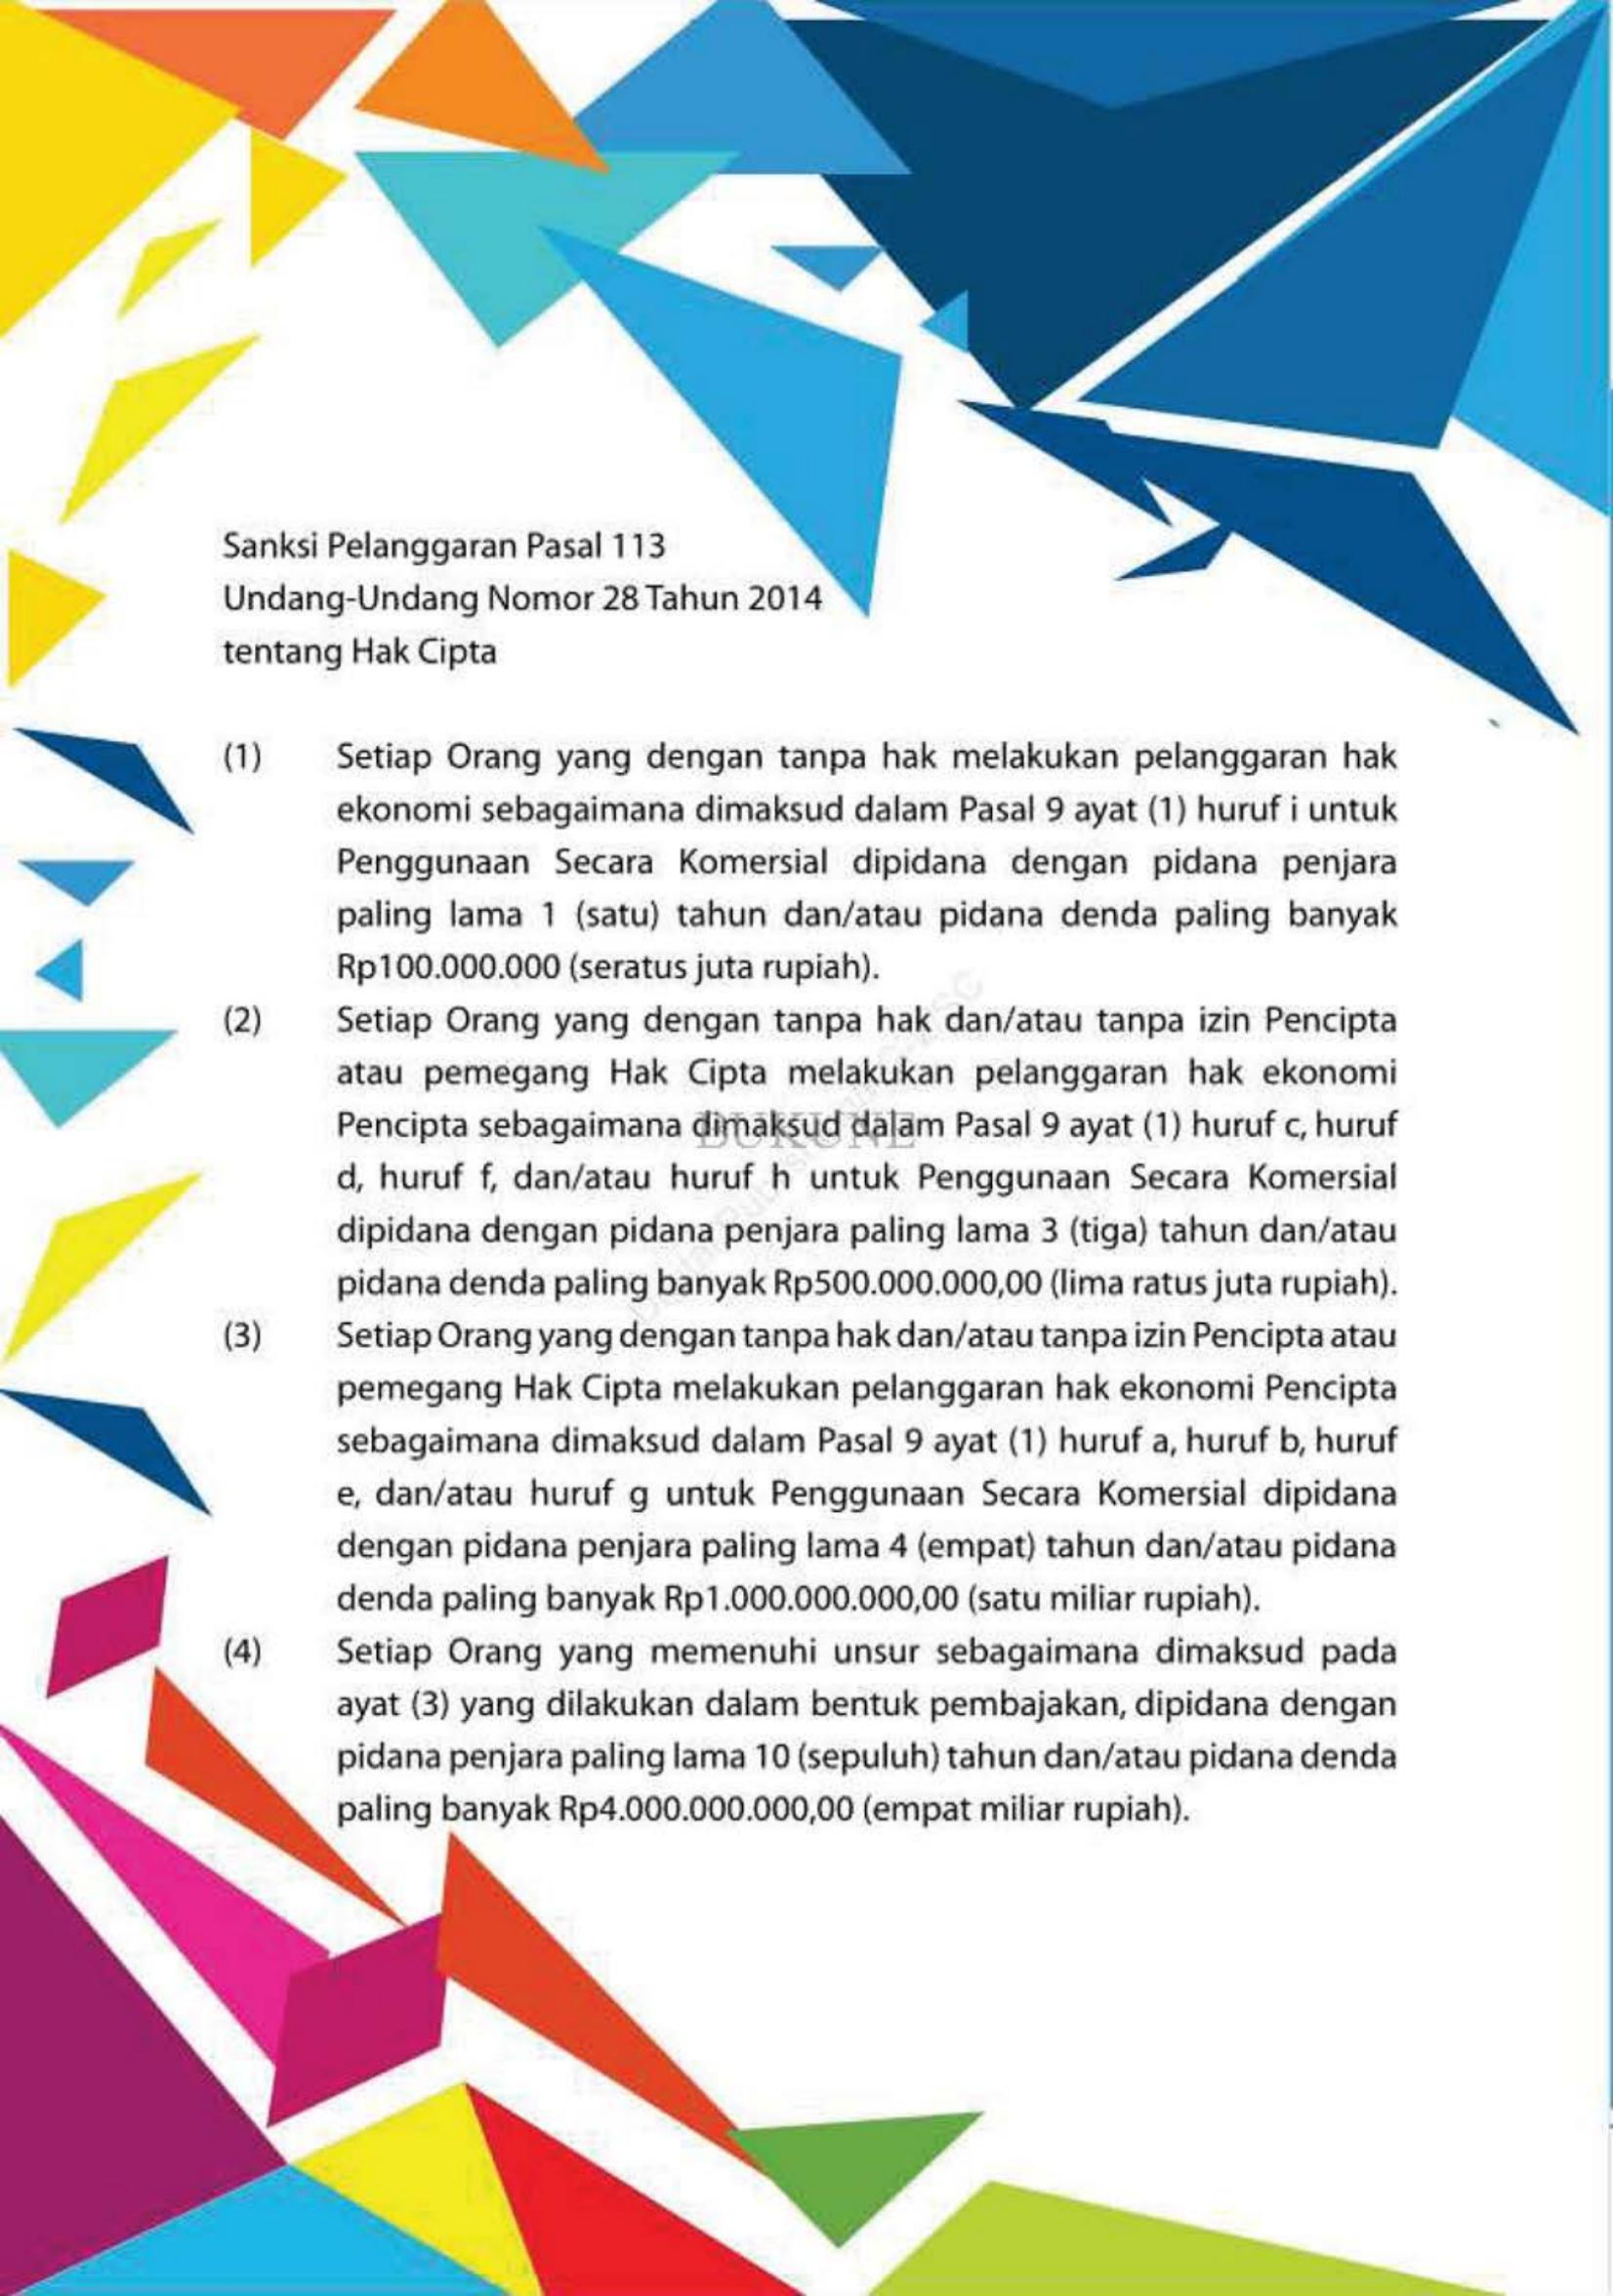 Sanksi Pelanggaran Pasal 113
Undang-Undang Nomor 28 Tahun 2014
tentang Hak Cipta
(1) Setiap Orang yang dengan tanpa hak melakukan pelanggaran hak
ekonomi sebagaimana dimaksud dalam Pasal 9 ayat (1) huruf i untuk
Penggunaan Secara Komersial dipidana dengan pidana penjara
paling lama 1 (satu) tahun dan/atau pidana denda paling banyak
Rp100.000.000 (seratus juta rupiah).
(2) Setiap Orang yang dengan tanpa hak dan/atau tanpa izin Pencipta
atau pemegang Hak Cipta melakukan pelanggaran hak ekonomi
Pencipta sebagaimana dimaksud dalam Pasal 9 ayat (1) huruf c, huruf
d, huruf f, dan/atau huruf h untuk Penggunaan Secara Komersial
dipidana dengan pidana penjara paling lama 3 (tiga) tahun dan/atau
pidana denda paling banyak Rp500.000.000,00 (lima ratus juta rupiah).
(3) Setiap Orang yang dengan tanpa hak dan/atau tanpa izin Pencipta atau
pemegang Hak Cipta melakukan pelanggaran hak ekonomi Pencipta
sebagaimana dimaksud dalam Pasal 9 ayat (1) huruf a, huruf b, huruf
e, dan/atau huruf g untuk Penggunaan Secara Komersial dipidana
dengan pidana penjara paling lama 4 (empat) tahun dan/atau pidana
denda paling banyak Rp1.000.000.000,00 (satu miliar rupiah).
(4) Setiap Orang yang memenuhi unsur sebagaimana dimaksud pada
ayat (3) yang dilakukan dalam bentuk pembajakan, dipidana dengan
pidana penjara paling lama 10 (sepuluh) tahun dan/atau pidana denda
paling banyak Rp4.000.000.000,00 (empat miliar rupiah).
BUKUNE